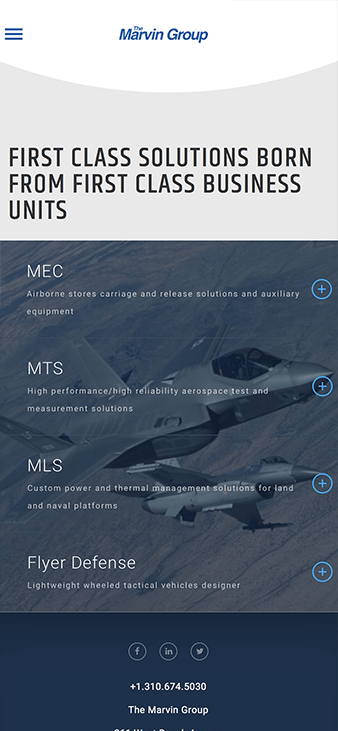 The
Marvin Group
FIRST CLASS SOLUTIONS BORN
FROM FIRST CLASS BUSINESS
UNITS
MEC
Airborne stores carriage and release solutions and auxiliary
equipment
MTS
High performance/high reliability aerospace test and
measurement solutions
MLS
Custom power and thermal management solutions for land
and naval platforms
Flyer Defense
Lightweight wheeled tactical vehicles designer
+1.310.674.5030
The Marvin Group